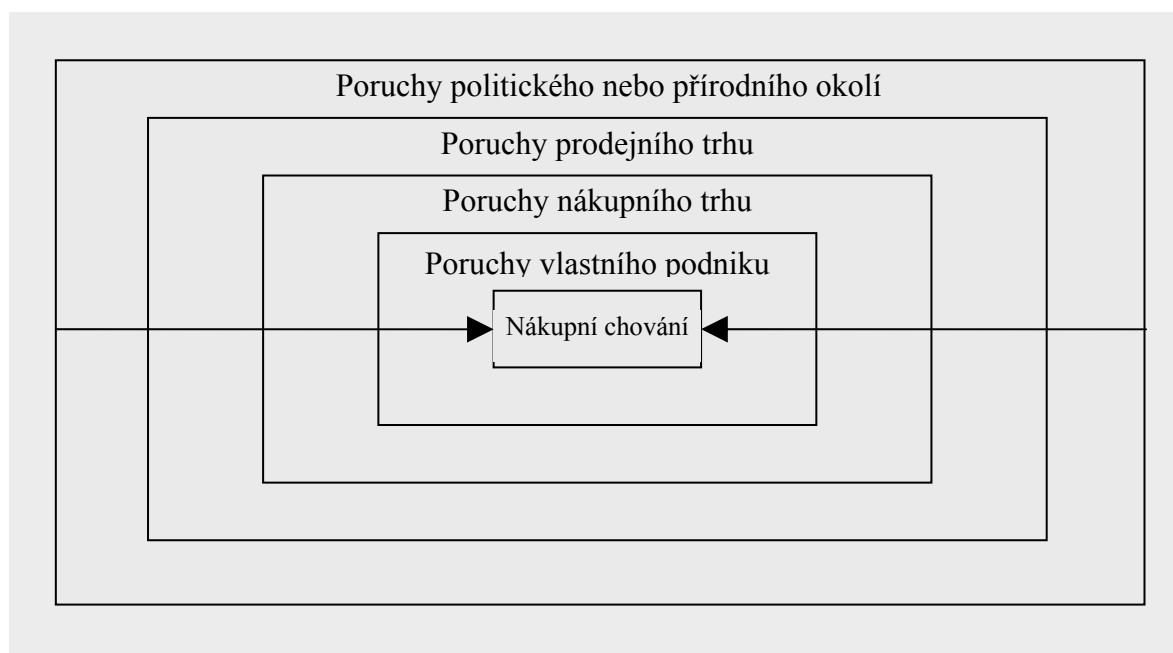 Poruchy politického nebo přírodního okolí
Poruchy prodejního trhu
Poruchy nákupního trhu
Poruchy vlastního podniku
Nákupní chování